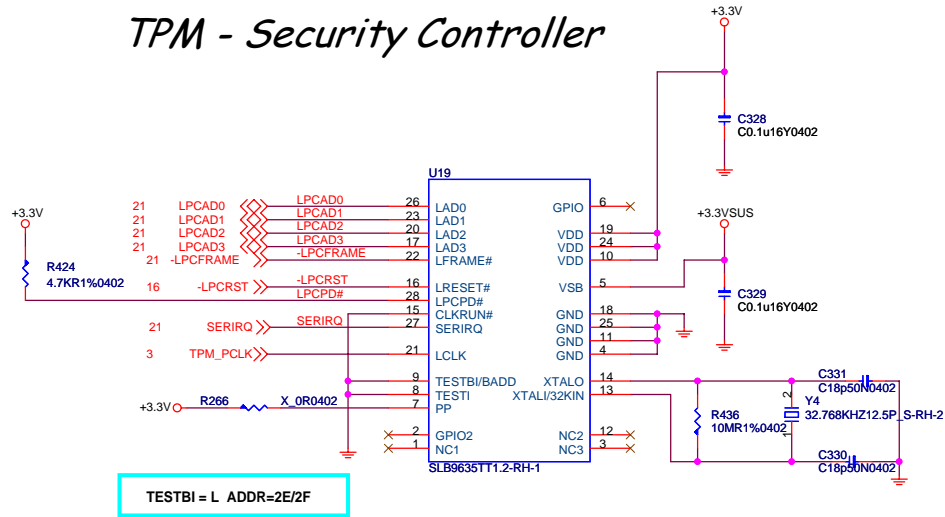 TPM - Security Controller
+3.3V
C328
C0.1u16Y0402
U19
21 LPCAD0 LPCAD0 26 LAD0 GPIO 6
21 LPCAD1 LPCAD1 23 LAD1
21 LPCAD2 LPCAD2 20 LAD2 VDD 19
21 LPCAD3 LPCAD3 17 LAD3 VDD 24
21 -LPCFRAME -LPCFRAME 22 LFRAME# VDD 10
+3.3V
R424
4.7KR1%0402
+3.3VSUS
16 -LPCRST -LPCRST 16 LRESET# VSB 5
LPCPD# 28 LPCPD#
C329
C0.1u16Y0402
15 CLKRUN# GND 18
21 SERIRQ SERIRQ 27 SERIRQ GND 25
GND 11
3 TPM_PCLK 21 LCLK GND 4
9 TESTBI/BADD XTALO 14
8 TESTI XTALI/32KIN 13
+3.3V R266 X_0R0402 7 PP
C331
C18p50N0402
R436
10MR1%0402
2 Y4
32.768KHZ12.5P_S-RH-2
1
2 GPIO2 NC2 12
1 NC1 NC3 3
C330
C18p50N0402
SLB9635TT1.2-RH-1
TESTBI = L ADDR=2E/2F